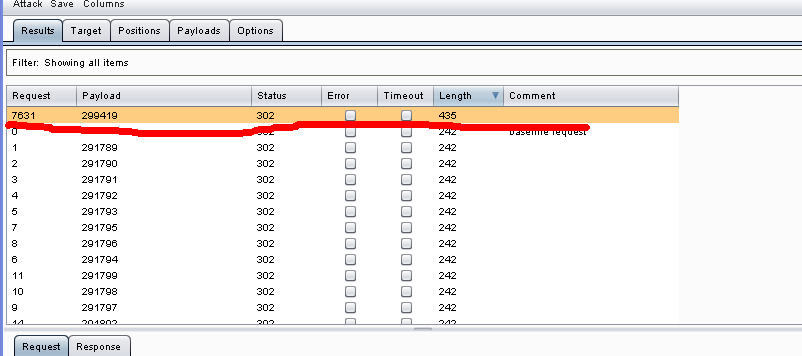 Attack Save Columns
Results Target Positions Payloads Options
Filter: Showing all items
Request Payload Status Error Timeout Length Comment
7631 299419 302 435
0 302 242 baseline request
1 291789 302 242
2 291790 302 242
3 291791 302 242
4 291792 302 242
5 291793 302 242
7 291795 302 242
8 291796 302 242
6 291794 302 242
11 291799 302 242
10 291798 302 242
9 291797 302 242
14 291802 302 242
Request Response